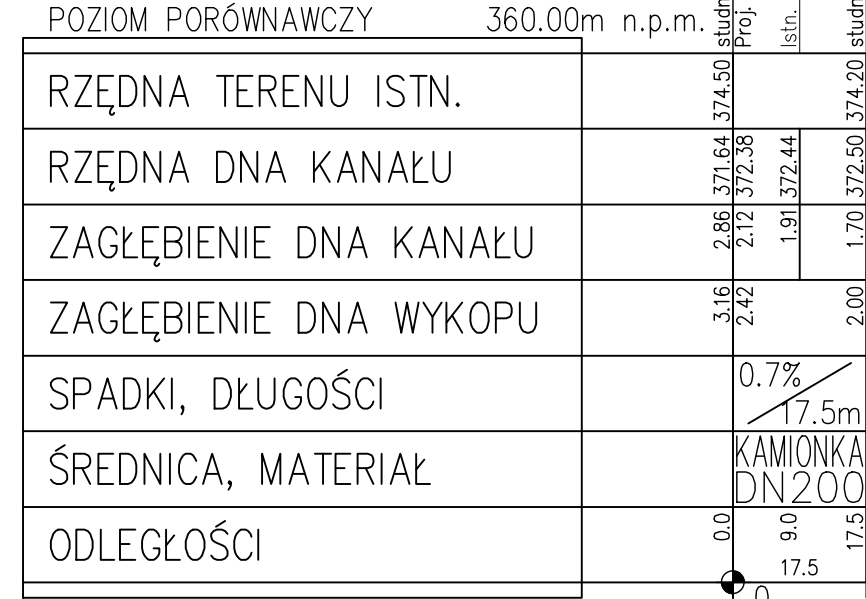 POZIOM PORÓWNAWCZY 360.00m n.p.m.
Proj.
Istn.
RZĘDNA TERENU ISTN. 374.50 374.20
RZĘDNA DNA KANAŁU 371.64 372.38 372.44 372.50
ZAGŁĘBIENIE DNA KANAŁU 2.86 2.12 1.91 1.70
ZAGŁĘBIENIE DNA WYKOPU 3.16 2.42 2.00
SPADKI, DŁUGOŚCI 0.7%
17.5m
ŚREDNICA, MATERIAŁ KAMIONKA
DN200
ODLEGŁOŚCI 0.0 9.0 17.5
17.5